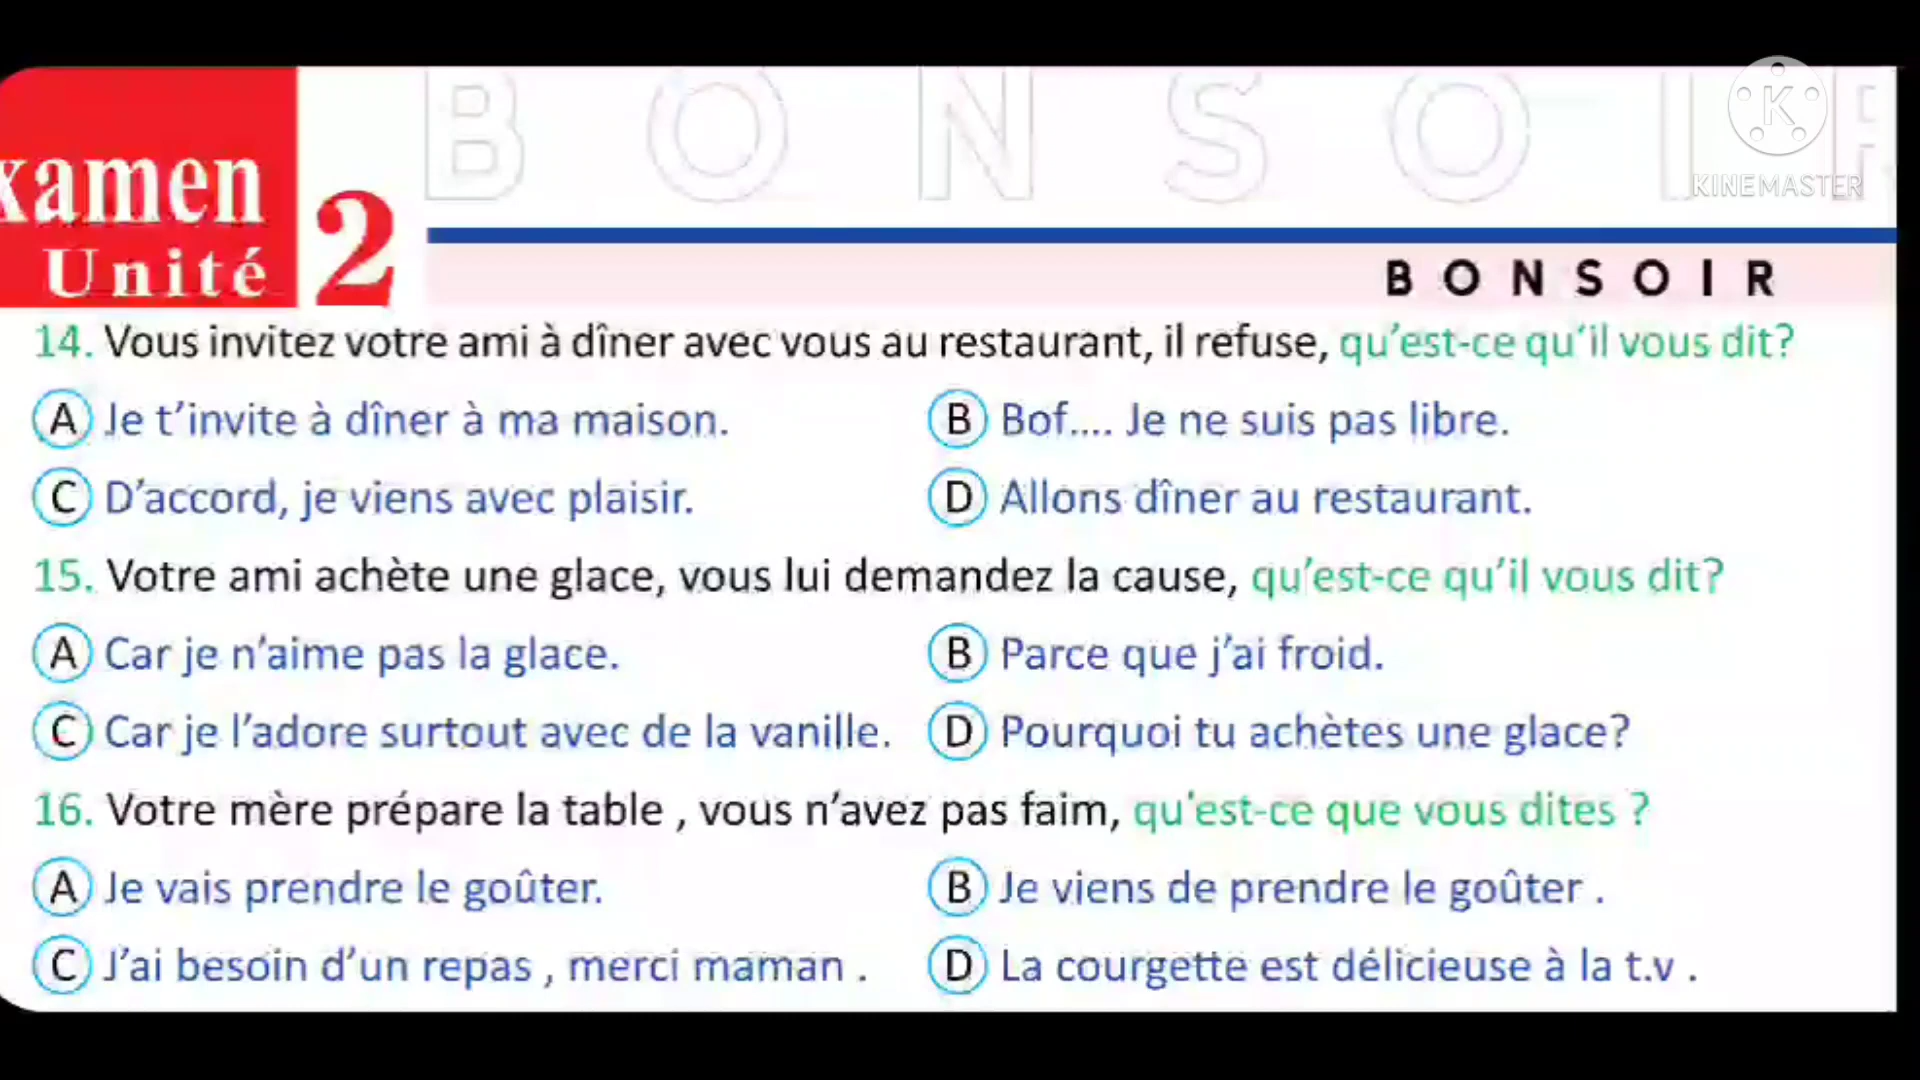 B O N S O I R
KINEMASTER
xamen
Unité 2
B O N S O I R
14. Vous invitez votre ami à dîner avec vous au restaurant, il refuse, qu'est-ce qu'il vous dit?
A Je t'invite à dîner à ma maison. B Bof.... Je ne suis pas libre.
C D'accord, je viens avec plaisir. D Allons dîner au restaurant.
15. Votre ami achète une glace, vous lui demandez la cause, qu'est-ce qu'il vous dit?
A Car je n'aime pas la glace. B Parce que j'ai froid.
C Car je l'adore surtout avec de la vanille. D Pourquoi tu achètes une glace?
16. Votre mère prépare la table , vous n'avez pas faim, qu'est-ce que vous dites ?
A Je vais prendre le goûter. B Je viens de prendre le goûter .
C J'ai besoin d'un repas , merci maman . D La courgette est délicieuse à la t.v .